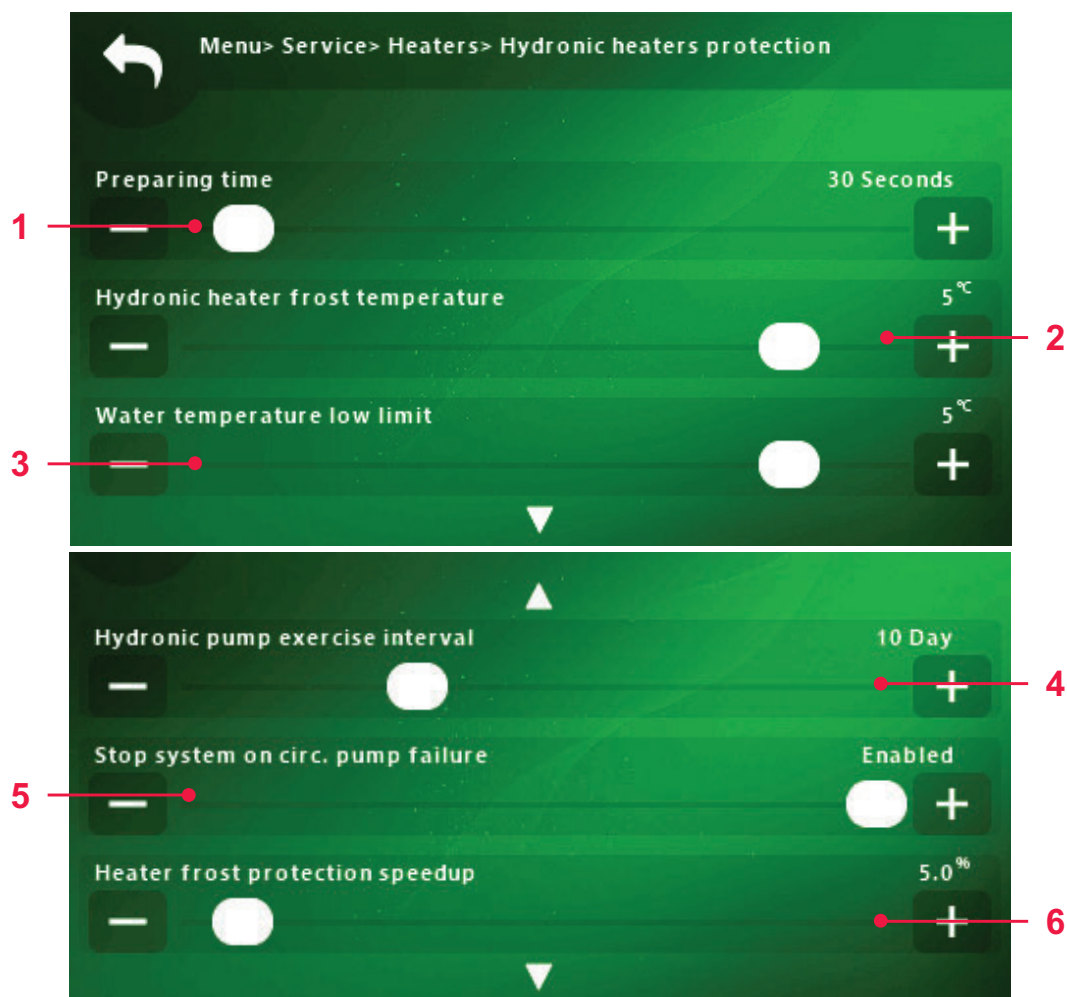 Menu> Service> Heaters> Hydronic heaters protection
Preparing time 30 Seconds
1
Hydronic heater frost temperature 5℃
2
Water temperature low limit 5℃
3
Hydronic pump exercise interval 10 Day
4
Stop system on circ. pump failure Enabled
5
Heater frost protection speedup 5.0%
6